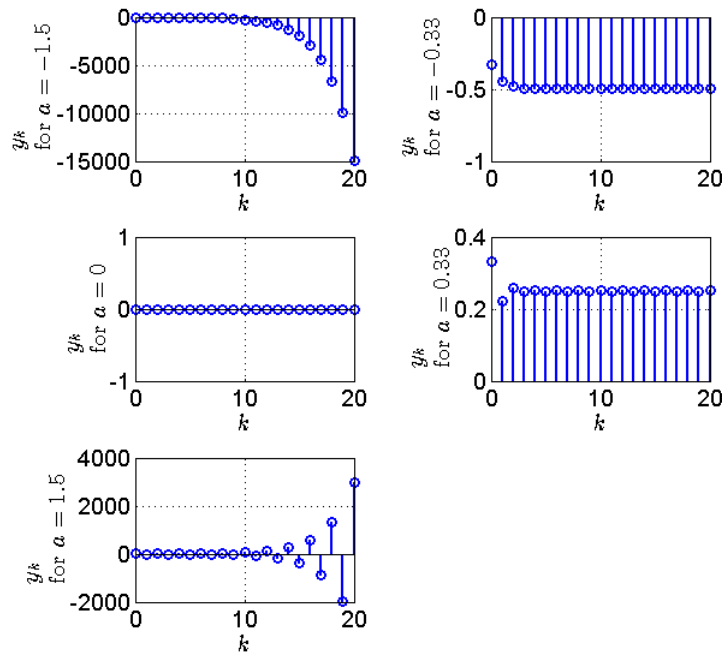 0
-5000
-10000
-15000
0
10
20
k
y_k
for a = −1.5
0
-0.5
-1
0
10
20
k
y_k
for a = −0.33
1
0
-1
0
10
20
k
y_k
for a = 0
0.4
0.2
0
0
10
20
k
y_k
for a = 0.33
4000
2000
0
-2000
0
10
20
k
y_k
for a = 1.5